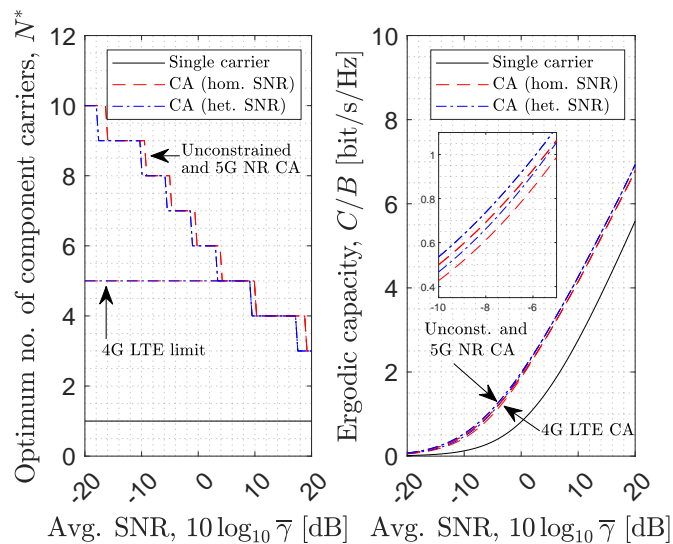 Optimum no. of component carriers, N*
12
10
8
6
4
2
0
Single carrier
CA (hom. SNR)
CA (het. SNR)
Unconstrained
and 5G NR CA
4G LTE limit
-20
-10
0
10
20
Avg. SNR, 10 log₁₀ γ̅ [dB]
Ergodic capacity, C/B [bit/s/Hz]
10
8
6
4
2
0
Single carrier
CA (hom. SNR)
CA (het. SNR)
1
0.8
0.6
0.4
-10
-8
-6
Unconst. and
5G NR CA
4G LTE CA
-20
-10
0
10
20
Avg. SNR, 10 log₁₀ γ̅ [dB]